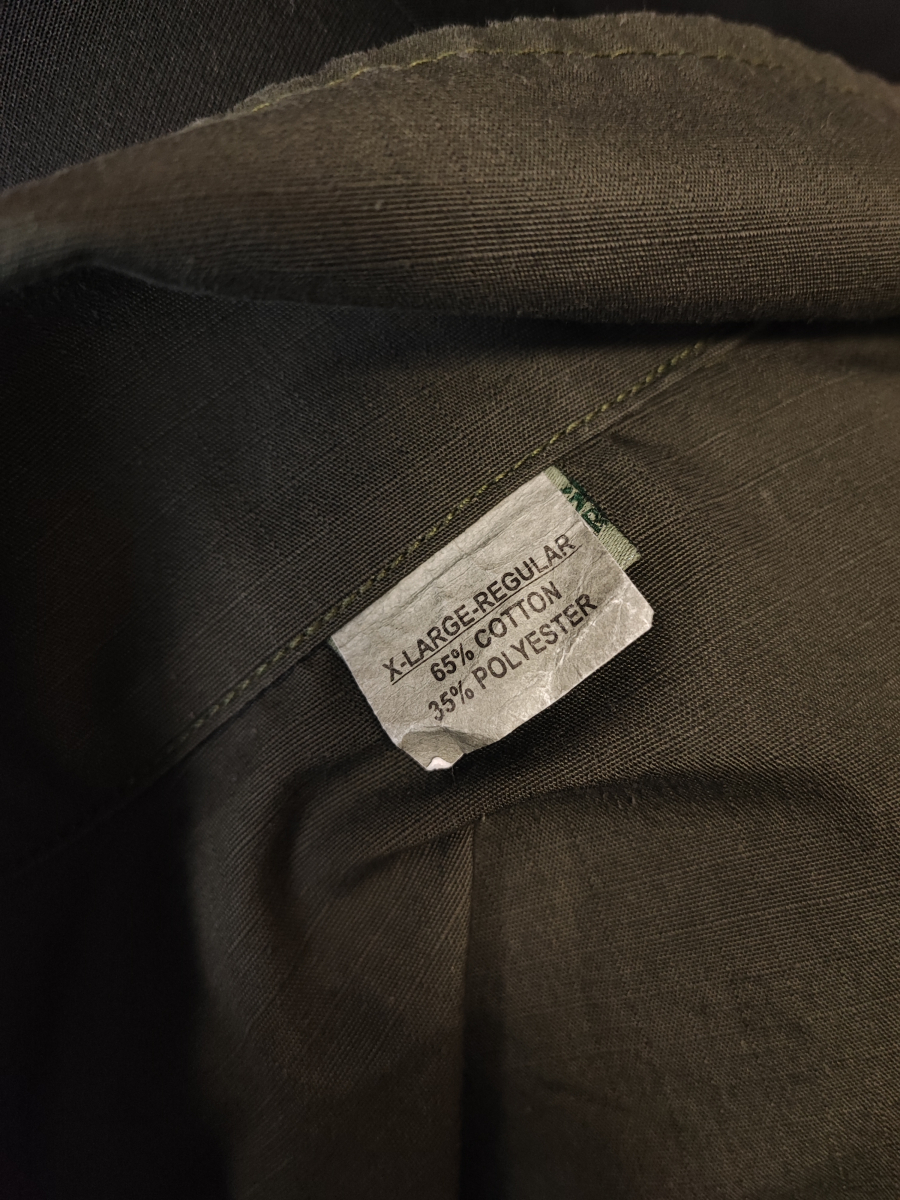 X-LARGE-REGULAR
65% COTTON
35% POLYESTER